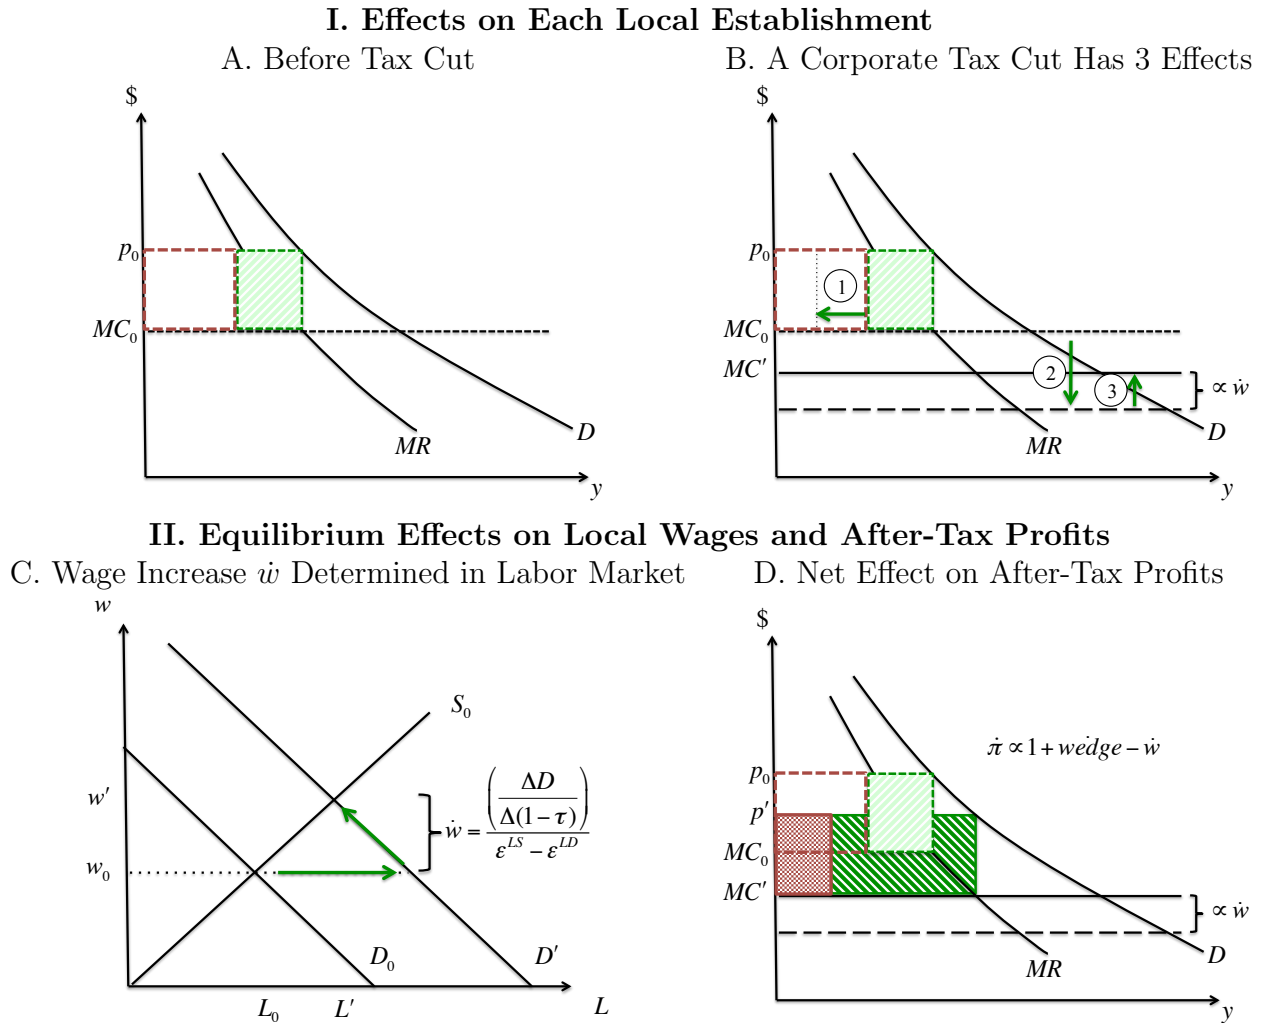 I. Effects on Each Local Establishment
A. Before Tax Cut
B. A Corporate Tax Cut Has 3 Effects
$
p₀
MC₀
MR
D
y
$
p₀
MC₀
MC'
1
2
3
∝ ẇ
MR
D
y
II. Equilibrium Effects on Local Wages and After-Tax Profits
C. Wage Increase ẇ Determined in Labor Market
D. Net Effect on After-Tax Profits
w
S₀
w'
w₀
ẇ = (ΔD / Δ(1 − τ)) / (ε^LS − ε^LD)
D₀
D'
L₀
L'
L
$
π̇ ∝ 1 + wedġe − ẇ
p₀
p'
MC₀
MC'
∝ ẇ
MR
D
y